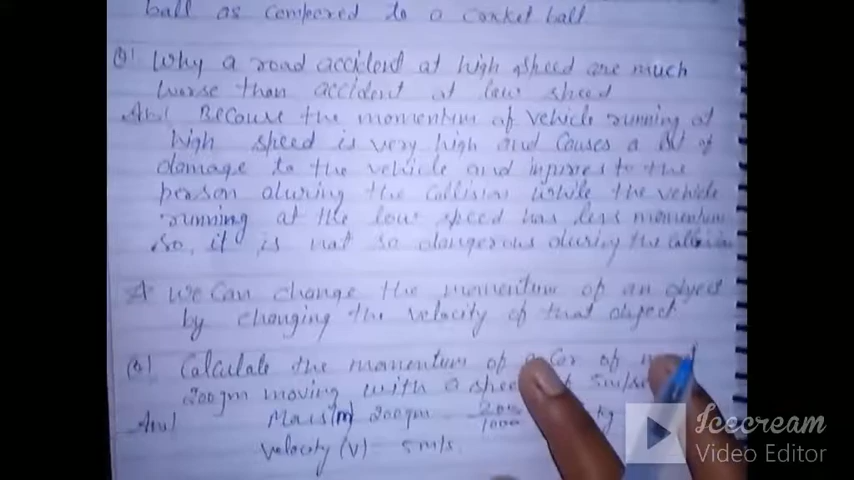 ball as compered to a cricket ball
Q! Why a road accident at high speed are much
worse than accident at low speed
Ans! Because the momentum of vehicle running at
high speed is very high and causes a lot of
damage to the vehicle and injuries to the
person during the collision while the vehicle
running at the low speed has less momentum
so, it is not so dangerous during the collision
* We can change the momentum of an object
by changing the velocity of that object
Q! Calculate the momentum of a Car of
200gm moving with a 5m/s
Ans! Mass(m) 200gm 200/1000 kg
Velocity (V) = 5m/s.
Icecream
Video Editor